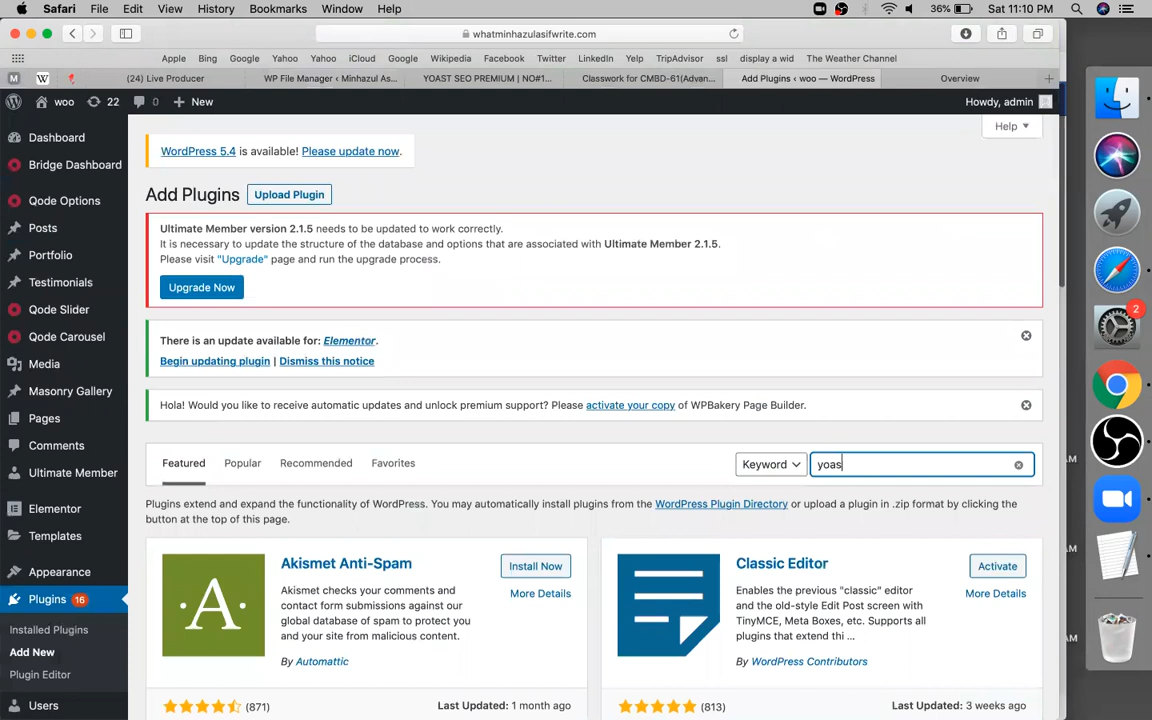 Safari File Edit View History Bookmarks Window Help 36% Sat 11:10 PM
whatminhazulasifwrite.com
Apple Bing Google Yahoo Yahoo iCloud Google Wikipedia Facebook Twitter LinkedIn Yelp TripAdvisor ssl display a wid The Weather Channel
M W (24) Live Producer WP File Manager ‹ Minhazul As... YOAST SEO PREMIUM | NO#1... Classwork for CMBD-61(Advan... Add Plugins ‹ woo — WordPress Overview
woo 22 0 New Howdy, admin
Help
Dashboard
Bridge Dashboard
Qode Options
Posts
Portfolio
Testimonials
Qode Slider
Qode Carousel
Media
Masonry Gallery
Pages
Comments
Ultimate Member
Elementor
Templates
Appearance
Plugins 16
Installed Plugins
Add New
Plugin Editor
Users
WordPress 5.4 is available! Please update now.
Add Plugins Upload Plugin
Ultimate Member version 2.1.5 needs to be updated to work correctly.
It is necessary to update the structure of the database and options that are associated with Ultimate Member 2.1.5.
Please visit "Upgrade" page and run the upgrade process.
Upgrade Now
There is an update available for: Elementor.
Begin updating plugin | Dismiss this notice
Hola! Would you like to receive automatic updates and unlock premium support? Please activate your copy of WPBakery Page Builder.
Featured Popular Recommended Favorites Keyword yoas
Plugins extend and expand the functionality of WordPress. You may automatically install plugins from the WordPress Plugin Directory or upload a plugin in .zip format by clicking the
button at the top of this page.
A
Akismet Anti-Spam
Install Now
More Details
Akismet checks your comments and
contact form submissions against our
global database of spam to protect you
and your site from malicious content.
By Automattic
(871) Last Updated: 1 month ago
Classic Editor
Activate
More Details
Enables the previous "classic" editor
and the old-style Edit Post screen with
TinyMCE, Meta Boxes, etc. Supports all
plugins that extend thi ...
By WordPress Contributors
(813) Last Updated: 3 weeks ago
2
AM
AM
AM